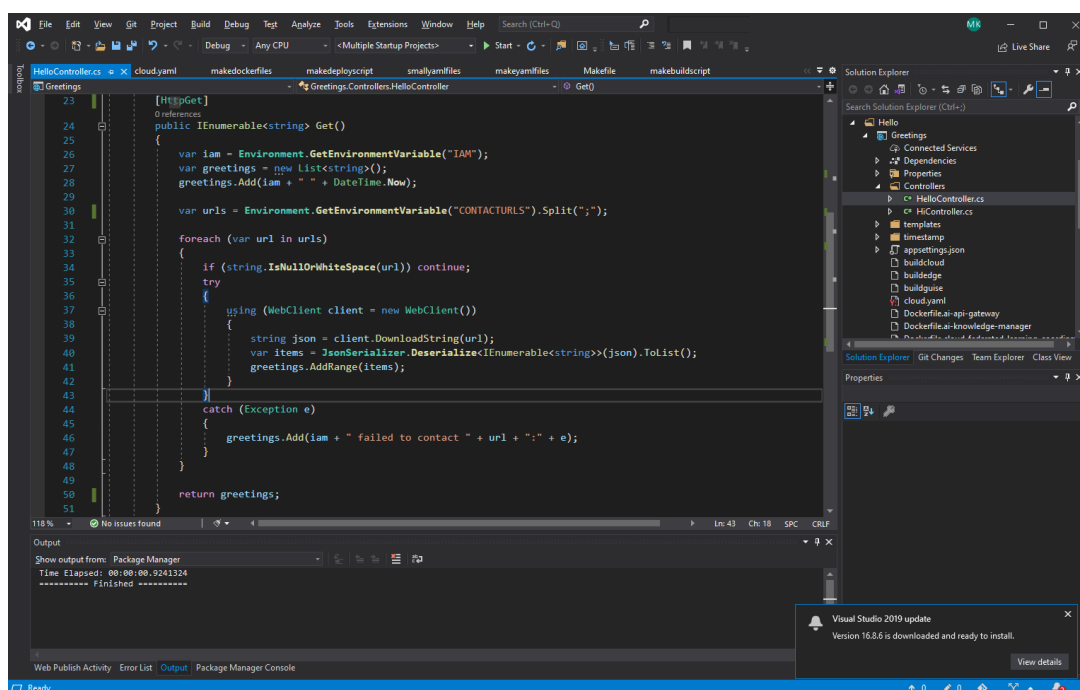 File Edit View Git Project Build Debug Test Analyze Tools Extensions Window Help Search (Ctrl+Q) MK
Debug Any CPU <Multiple Startup Projects> Start Live Share
Toolbox
HelloController.cs cloud.yaml makedockerfiles makedeployscript smallyamlfiles makeyamlfiles Makefile makebuildscript
Greetings Greetings.Controllers.HelloController Get()
23 [HttpGet]
0 references
24 public IEnumerable<string> Get()
25 {
26 var iam = Environment.GetEnvironmentVariable("IAM");
27 var greetings = new List<string>();
28 greetings.Add(iam + " " + DateTime.Now);
29
30 var urls = Environment.GetEnvironmentVariable("CONTACTURLS").Split(";");
31
32 foreach (var url in urls)
33 {
34 if (string.IsNullOrWhiteSpace(url)) continue;
35 try
36 {
37 using (WebClient client = new WebClient())
38 {
39 string json = client.DownloadString(url);
40 var items = JsonSerializer.Deserialize<IEnumerable<string>>(json).ToList();
41 greetings.AddRange(items);
42 }
43 }
44 catch (Exception e)
45 {
46 greetings.Add(iam + " failed to contact " + url + ":" + e);
47 }
48 }
49
50 return greetings;
51 }
118 % No issues found Ln: 43 Ch: 18 SPC CRLF
Output
Show output from: Package Manager
Time Elapsed: 00:00:00.9241324
========== Finished ==========
Web Publish Activity Error List Output Package Manager Console
Ready
Solution Explorer
Search Solution Explorer (Ctrl+;)
Hello
Greetings
Connected Services
Dependencies
Properties
Controllers
C# HelloController.cs
C# HiController.cs
templates
timestamp
appsettings.json
buildcloud
buildedge
buildguise
cloud.yaml
Dockerfile.ai-api-gateway
Dockerfile.ai-knowledge-manager
Solution Explorer Git Changes Team Explorer Class View
Properties
Visual Studio 2019 update
Version 16.8.6 is downloaded and ready to install.
View details
0 0